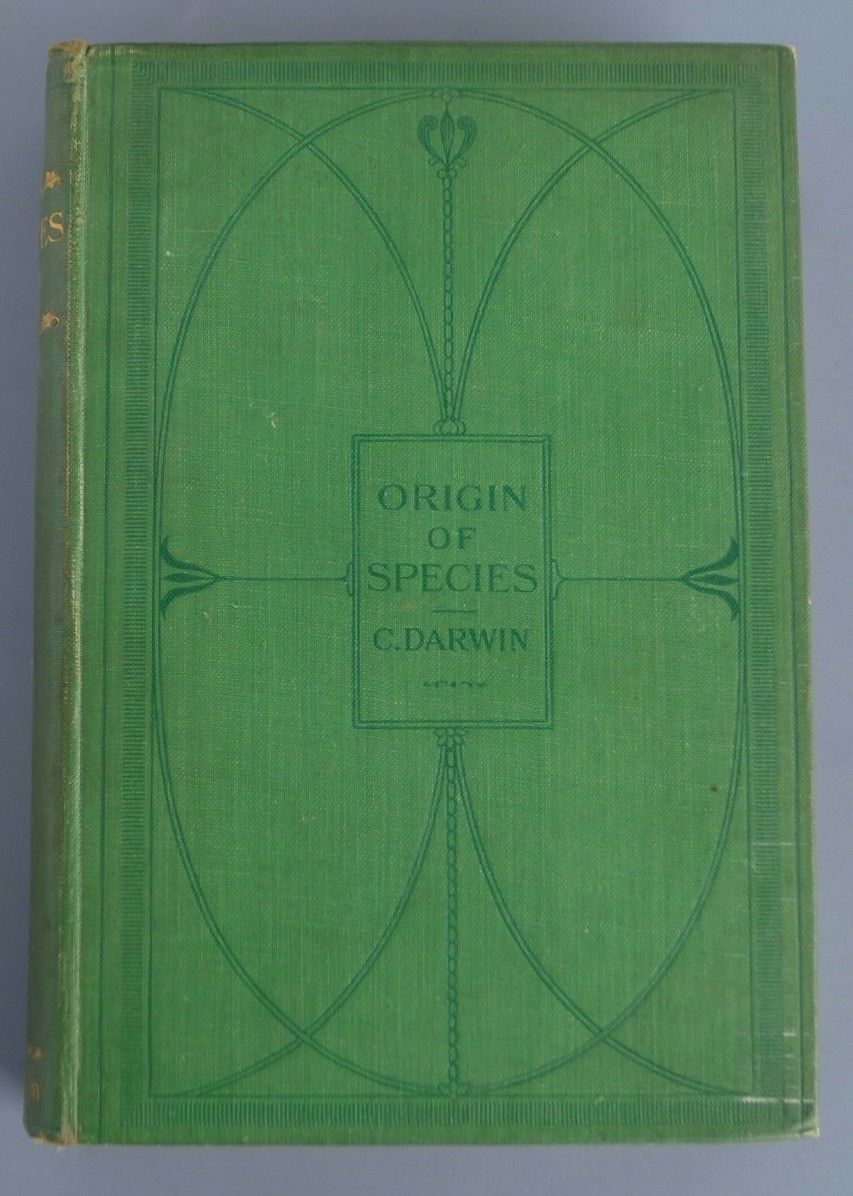 ORIGIN
OF
SPECIES
C. DARWIN